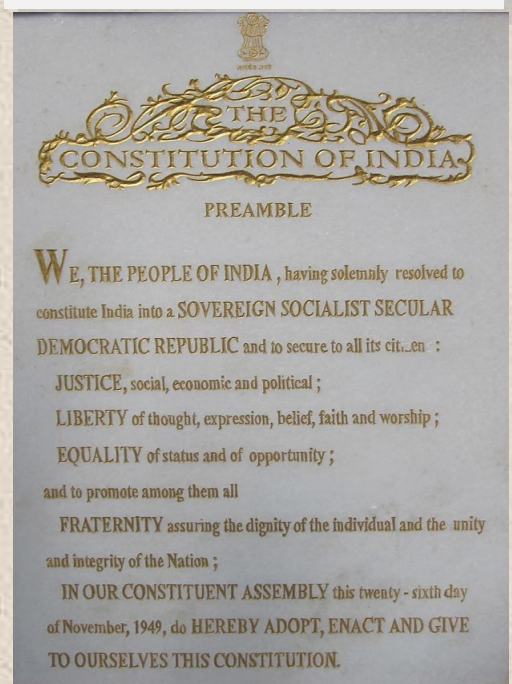 सत्यमेव जयते
THE
CONSTITUTION OF INDIA
PREAMBLE
WE, THE PEOPLE OF INDIA , having solemnly resolved to
constitute India into a SOVEREIGN SOCIALIST SECULAR
DEMOCRATIC REPUBLIC and to secure to all its :
JUSTICE, social, economic and political ;
LIBERTY of thought, expression, belief, faith and worship ;
EQUALITY of status and of opportunity ;
and to promote among them all
FRATERNITY assuring the dignity of the individual and the unity
and integrity of the Nation ;
IN OUR CONSTITUENT ASSEMBLY this twenty - sixth day
of November, 1949, do HEREBY ADOPT, ENACT AND GIVE
TO OURSELVES THIS CONSTITUTION.